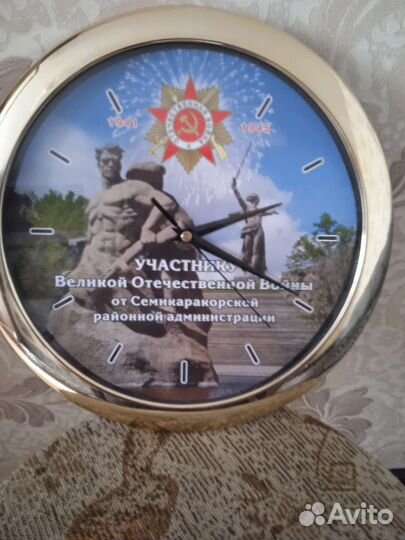 1941 1945
УЧАСТНИКУ
Великой Отечественной Войны
от Семикаракорской
районной администрации
Avito